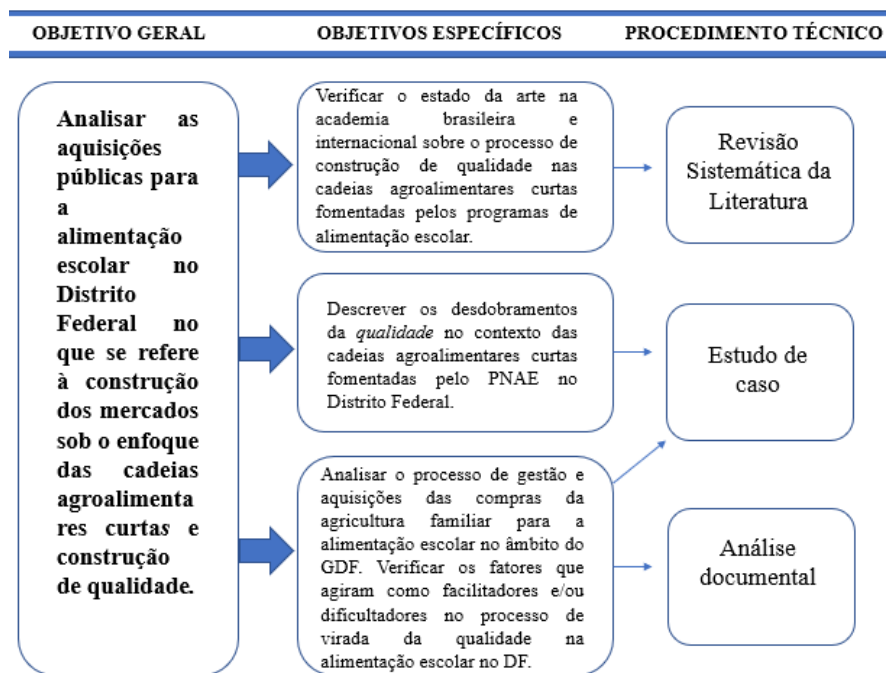 OBJETIVO GERAL
OBJETIVOS ESPECÍFICOS
PROCEDIMENTO TÉCNICO
Analisar as
aquisições
públicas para
a
alimentação
escolar no
Distrito
Federal no
que se refere
à construção
dos mercados
sob o enfoque
das cadeias
agroalimenta
res curtas e
construção
de qualidade.
Verificar o estado da arte na
academia brasileira e
internacional sobre o processo de
construção de qualidade nas
cadeias agroalimentares curtas
fomentadas pelos programas de
alimentação escolar.
Revisão
Sistemática da
Literatura
Descrever os desdobramentos
da qualidade no contexto das
cadeias agroalimentares curtas
fomentadas pelo PNAE no
Distrito Federal.
Estudo de
caso
Analisar o processo de gestão e
aquisições das compras da
agricultura familiar para a
alimentação escolar no âmbito do
GDF. Verificar os fatores que
agiram como facilitadores e/ou
dificultadores no processo de
virada da qualidade na
alimentação escolar no DF.
Análise
documental